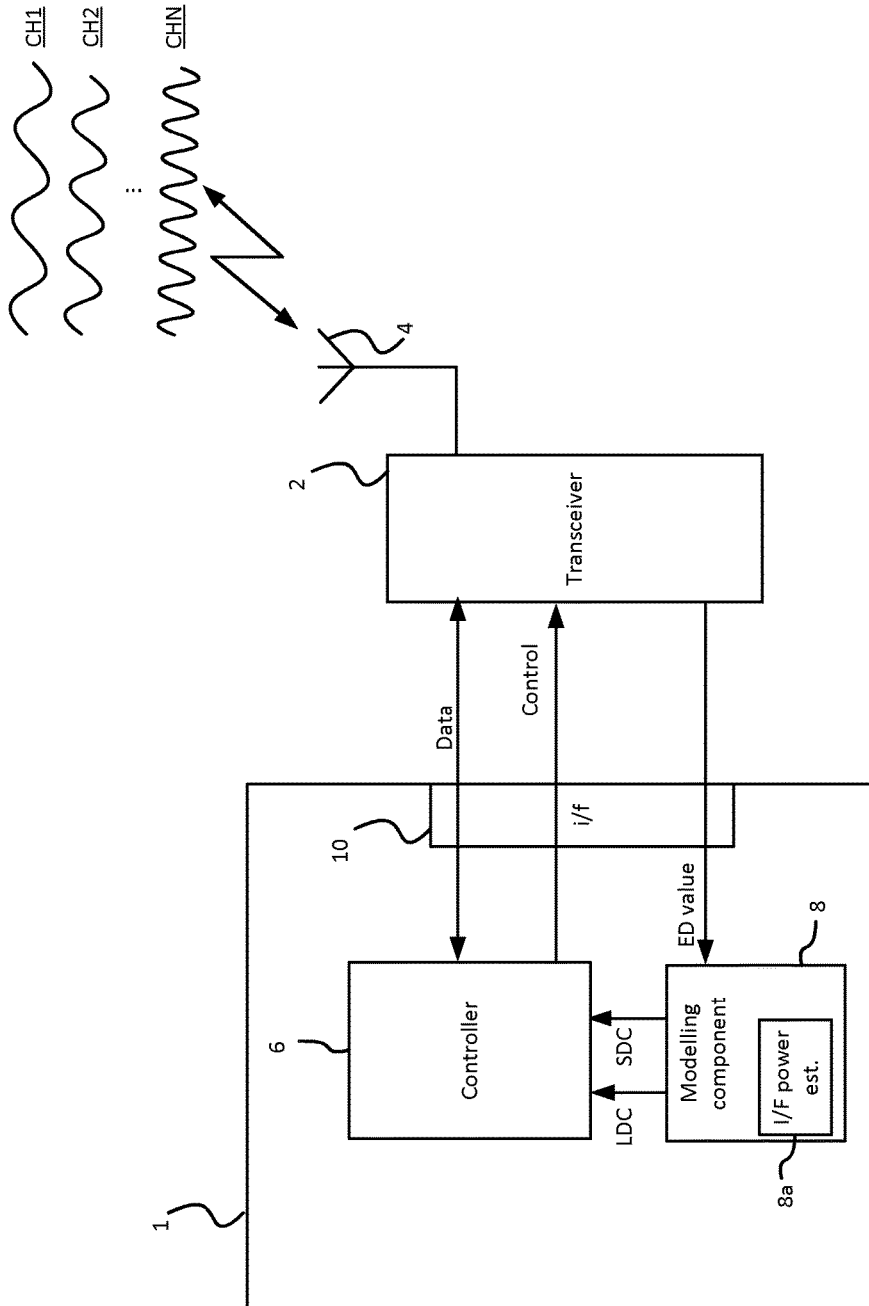 CH1
CH2
...
CHN
4
2
Transceiver
Data
Control
10
i/f
ED value
6
Controller
LDC
SDC
8
Modelling
component
I/F power
est.
8a
1